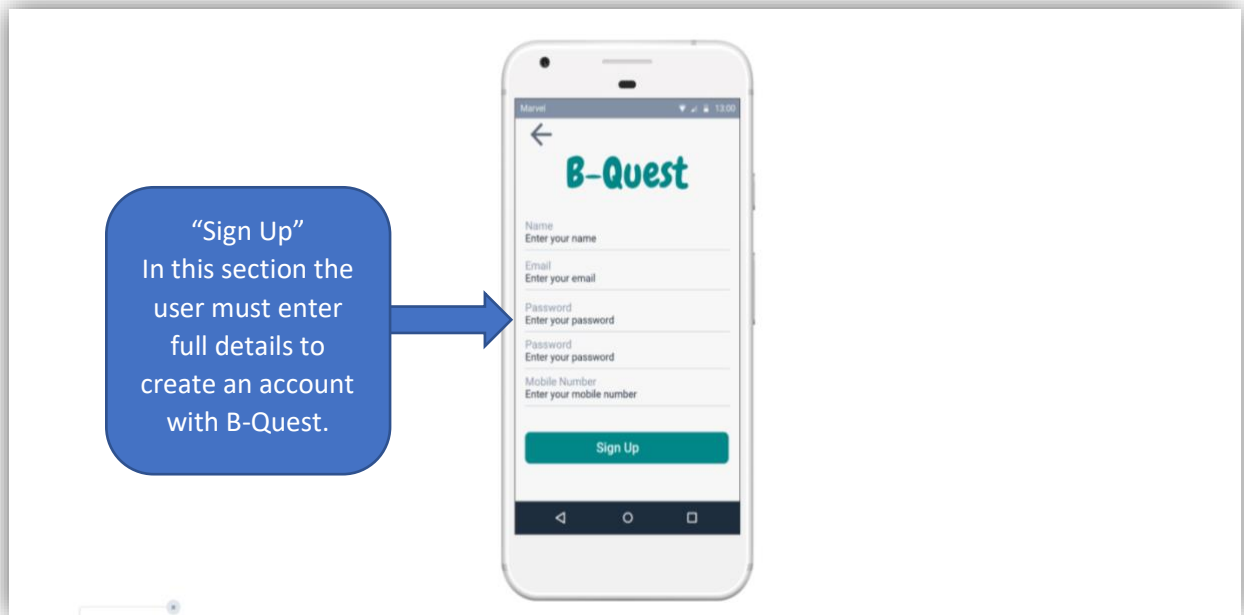 “Sign Up”
In this section the
user must enter
full details to
create an account
with B-Quest.
Marvel 13:00
B-Quest
Name
Enter your name
Email
Enter your email
Password
Enter your password
Password
Enter your password
Mobile Number
Enter your mobile number
Sign Up